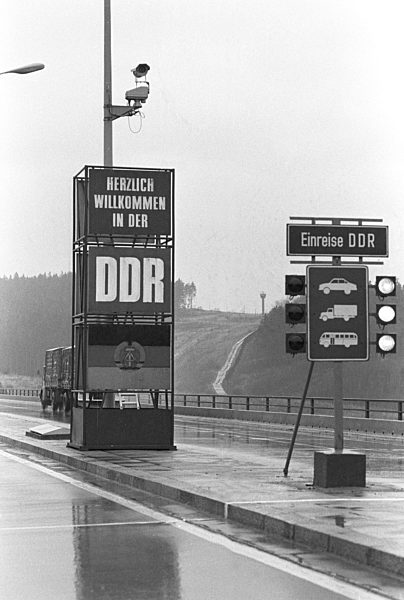 HERZLICH
WILLKOMMEN
IN DER
DDR
Einreise DDR